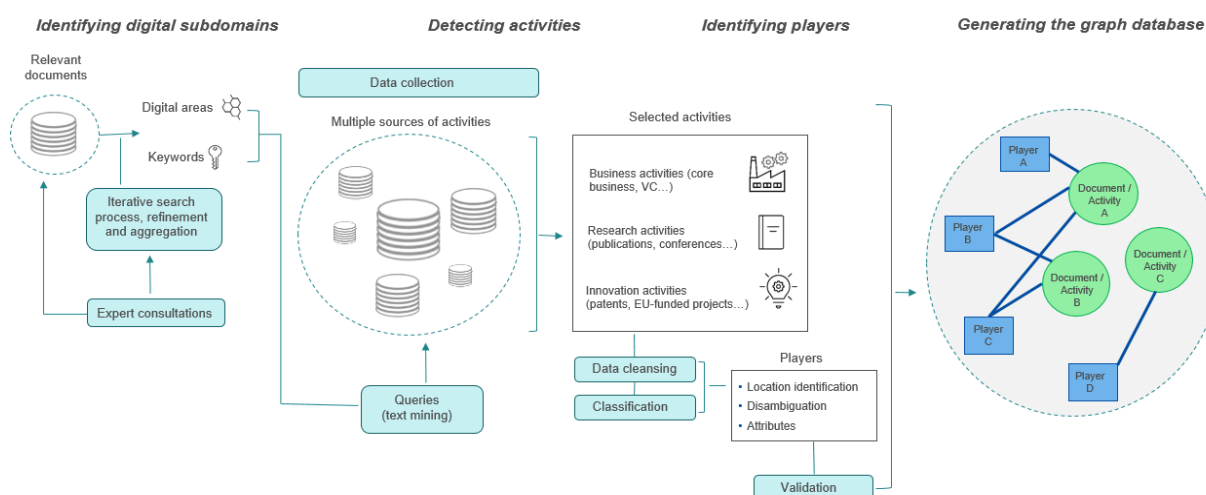 Identifying digital subdomains
Detecting activities
Identifying players
Generating the graph database
Relevant
documents
Digital areas
Keywords
Iterative search
process, refinement
and aggregation
Expert consultations
Data collection
Multiple sources of activities
Queries
(text mining)
Selected activities
Business activities (core
business, VC…)
Research activities
(publications, conferences…)
Innovation activities
(patents, EU-funded projects…)
Data cleansing
Classification
Players
• Location identification
• Disambiguation
• Attributes
Validation
Player
A
Player
B
Player
C
Player
D
Document /
Activity
A
Document /
Activity
B
Document /
Activity
C